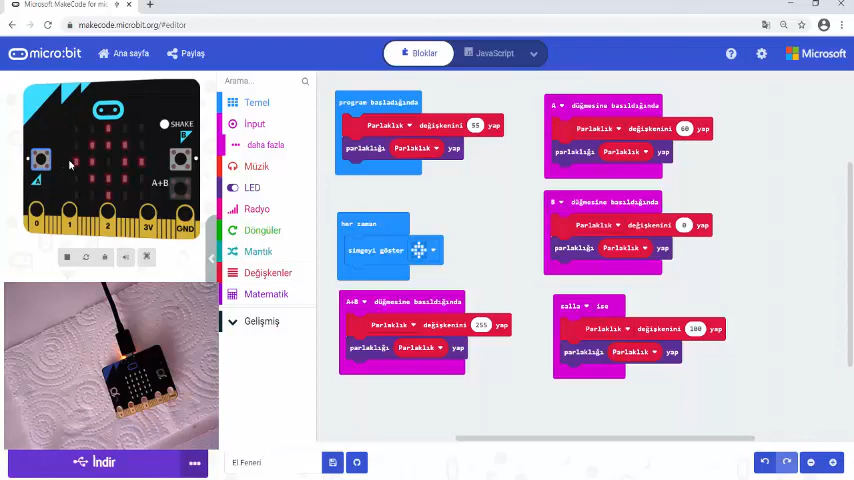 Microsoft MakeCode for micro:bit
makecode.microbit.org/#editor
micro:bit
Ana sayfa
Paylaş
Bloklar
JavaScript
Microsoft
SHAKE
B
A
A+B
0 1 2 3V GND
Arama...
Temel
Input
daha fazla
Müzik
LED
Radyo
Döngüler
Mantık
Değişkenler
Matematik
Gelişmiş
program başladığında
Parlaklık değişkenini 55 yap
parlaklığı Parlaklık yap
her zaman
simgeyi göster
A+B düğmesine basıldığında
Parlaklık değişkenini 255 yap
parlaklığı Parlaklık yap
A düğmesine basıldığında
Parlaklık değişkenini 60 yap
parlaklığı Parlaklık yap
B düğmesine basıldığında
Parlaklık değişkenini 0 yap
parlaklığı Parlaklık yap
salla ise
Parlaklık değişkenini 100 yap
parlaklığı Parlaklık yap
İndir
El Feneri